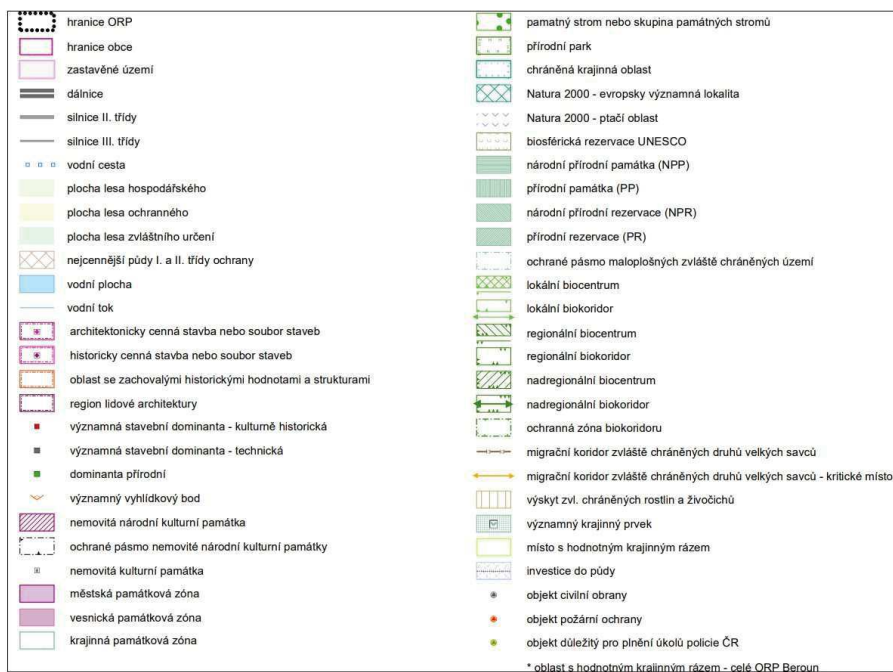 hranice ORP
hranice obce
zastavěné území
dálnice
silnice II. třídy
silnice III. třídy
vodní cesta
plocha lesa hospodářského
plocha lesa ochranného
plocha lesa zvláštního určení
nejcennější půdy I. a II. třídy ochrany
vodní plocha
vodní tok
architektonicky cenná stavba nebo soubor staveb
historicky cenná stavba nebo soubor staveb
oblast se zachovalými historickými hodnotami a strukturami
region lidové architektury
významná stavební dominanta - kulturně historická
významná stavební dominanta - technická
dominanta přírodní
významný vyhlídkový bod
nemovitá národní kulturní památka
ochrané pásmo nemovité národní kulturní památky
nemovitá kulturní památka
městská památková zóna
vesnická památková zóna
krajinná památková zóna
pamatný strom nebo skupina památných stromů
přírodní park
chráněná krajinná oblast
Natura 2000 - evropsky významná lokalita
Natura 2000 - ptačí oblast
biosférická rezervace UNESCO
národní přírodní památka (NPP)
přírodní památka (PP)
národní přírodní rezervace (NPR)
přírodní rezervace (PR)
ochrané pásmo maloplošných zvláště chráněných území
lokální biocentrum
lokální biokoridor
regionální biocentrum
regionální biokoridor
nadregionální biocentrum
nadregionální biokoridor
ochranná zóna biokoridoru
migrační koridor zvláště chráněných druhů velkých savců
migrační koridor zvláště chráněných druhů velkých savců - kritické místo
výskyt zvl. chráněných rostlin a živočichů
významný krajinný prvek
místo s hodnotným krajinným rázem
investice do půdy
objekt civilní obrany
objekt požární ochrany
objekt důležitý pro plnění úkolů policie ČR
* oblast s hodnotným krajinným rázem - celé ORP Beroun